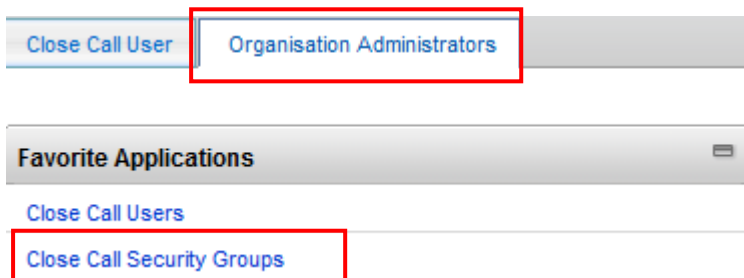 Close Call User Organisation Administrators
Favorite Applications
Close Call Users
Close Call Security Groups